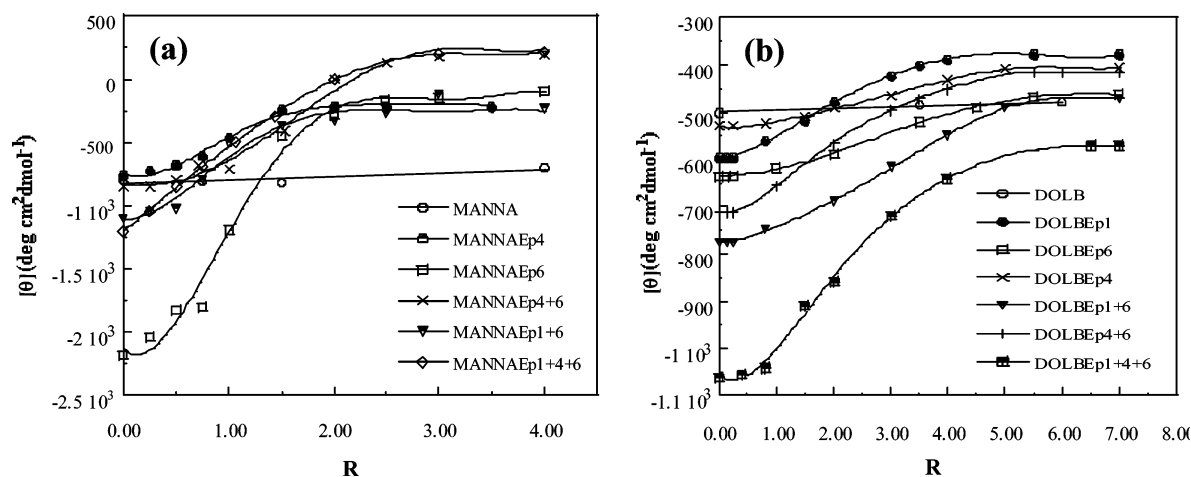 (a)
500
0
-500
-1 10³
-1.5 10³
-2 10³
-2.5 10³
[θ](deg cm²dmol⁻¹)
0.00 1.00 2.00 3.00 4.00
R
MANNA
MANNAEp4
MANNAEp6
MANNAEp4+6
MANNAEp1+6
MANNAEp1+4+6
(b)
-300
-400
-500
-600
-700
-800
-900
-1 10³
-1.1 10³
[θ](deg cm²dmol⁻¹)
0.00 1.00 2.00 3.00 4.00 5.00 6.00 7.00 8.00
R
DOLB
DOLBEp1
DOLBEp6
DOLBEp4
DOLBEp1+6
DOLBEp4+6
DOLBEp1+4+6